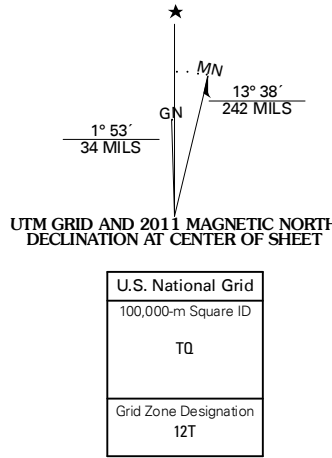 MN
GN
13° 38´
242 MILS
1° 53´
34 MILS
UTM GRID AND 2011 MAGNETIC NORTH
DECLINATION AT CENTER OF SHEET
U.S. National Grid
100,000-m Square ID
TQ
Grid Zone Designation
12T